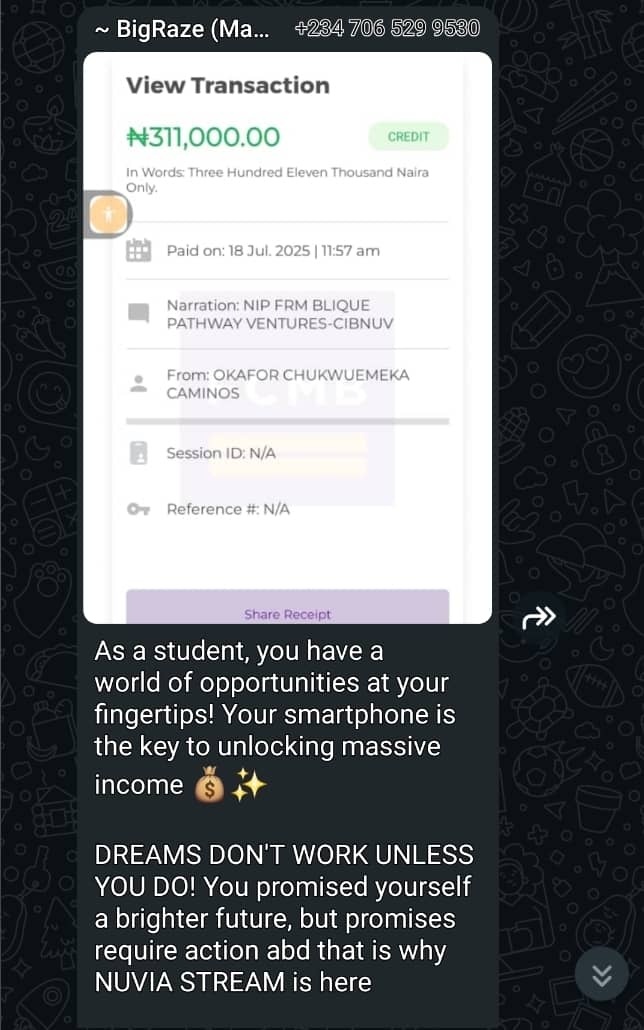 ~ BigRaze (Ma... +234 706 529 9530
View Transaction
₦311,000.00 CREDIT
In Words: Three Hundred Eleven Thousand Naira
Only.
Paid on: 18 Jul. 2025 | 11:57 am
Narration: NIP FRM BLIQUE
PATHWAY VENTURES-CIBNUV
From: OKAFOR CHUKWUEMEKA
CAMINOS
CMB
Session ID: N/A
Reference #: N/A
Share Receipt
As a student, you have a
world of opportunities at your
fingertips! Your smartphone is
the key to unlocking massive
income 💰✨
DREAMS DON'T WORK UNLESS
YOU DO! You promised yourself
a brighter future, but promises
require action abd that is why
NUVIA STREAM is here